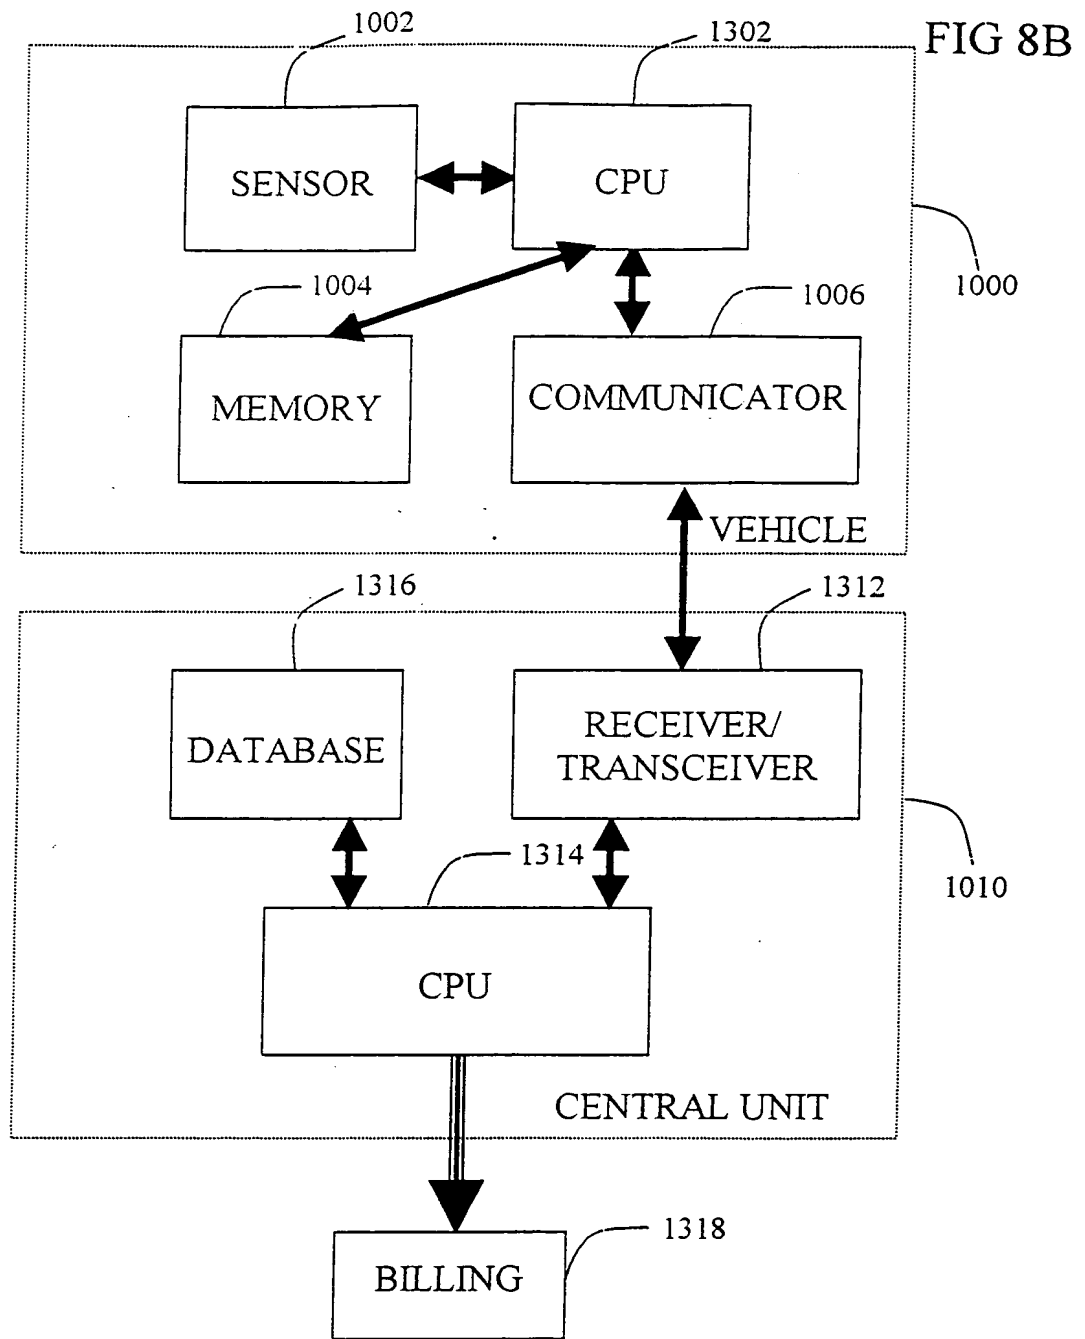 FIG 8B
1002
1302
SENSOR
CPU
1000
1004
1006
MEMORY
COMMUNICATOR
VEHICLE
1316
1312
DATABASE
RECEIVER/
TRANSCEIVER
1314
1010
CPU
CENTRAL UNIT
1318
BILLING